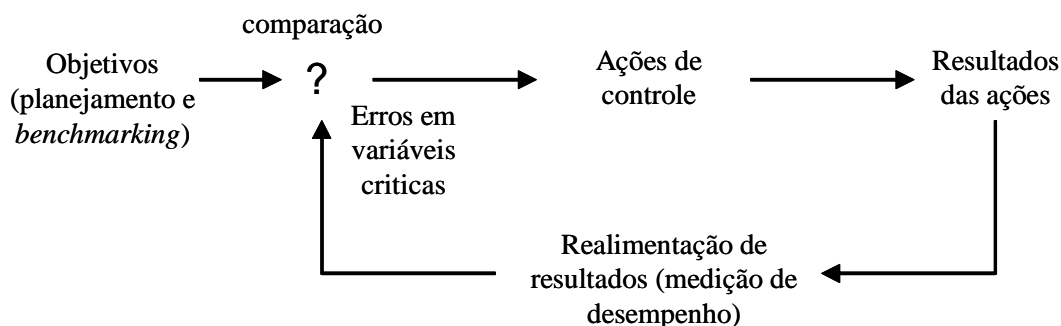 comparação
Objetivos
(planejamento e
benchmarking)
?
Erros em
variáveis
criticas
Ações de
controle
Resultados
das ações
Realimentação de
resultados (medição de
desempenho)